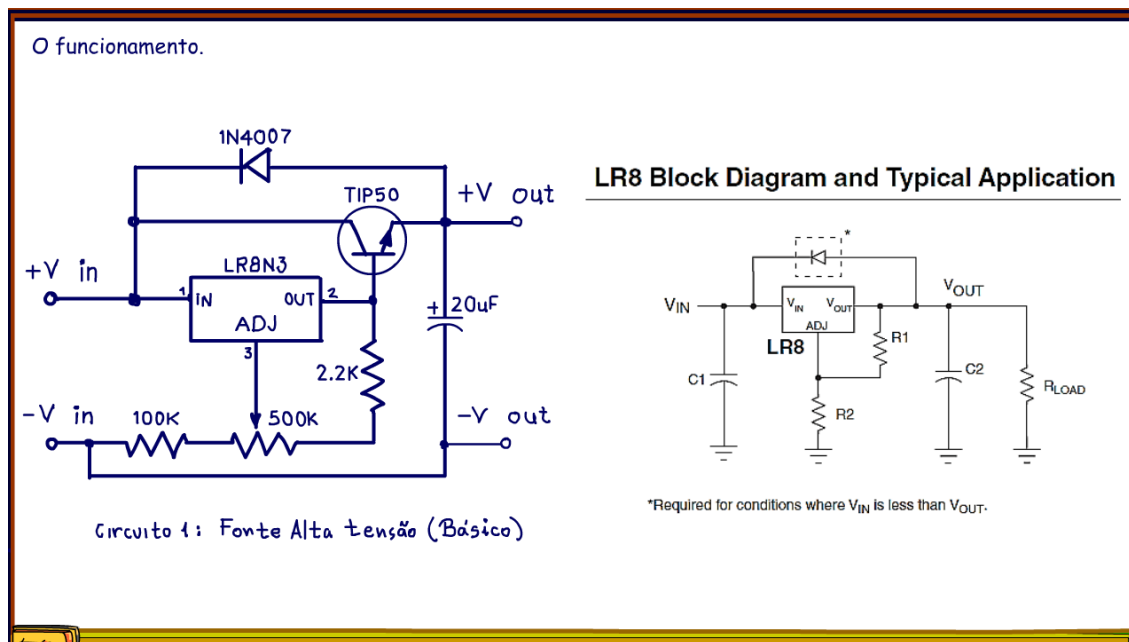 O funcionamento.
1N4007
TIP50
+V out
+V in
LR8N3
1
IN
OUT
2
ADJ
3
+
20uF
2.2K
-V in
100K
500K
-V out
Circuito 1: Fonte Alta tensão (Básico)
LR8 Block Diagram and Typical Application
*
VIN
VIN
VOUT
ADJ
LR8
VOUT
R1
C1
R2
C2
RLOAD
*Required for conditions where VIN is less than VOUT.